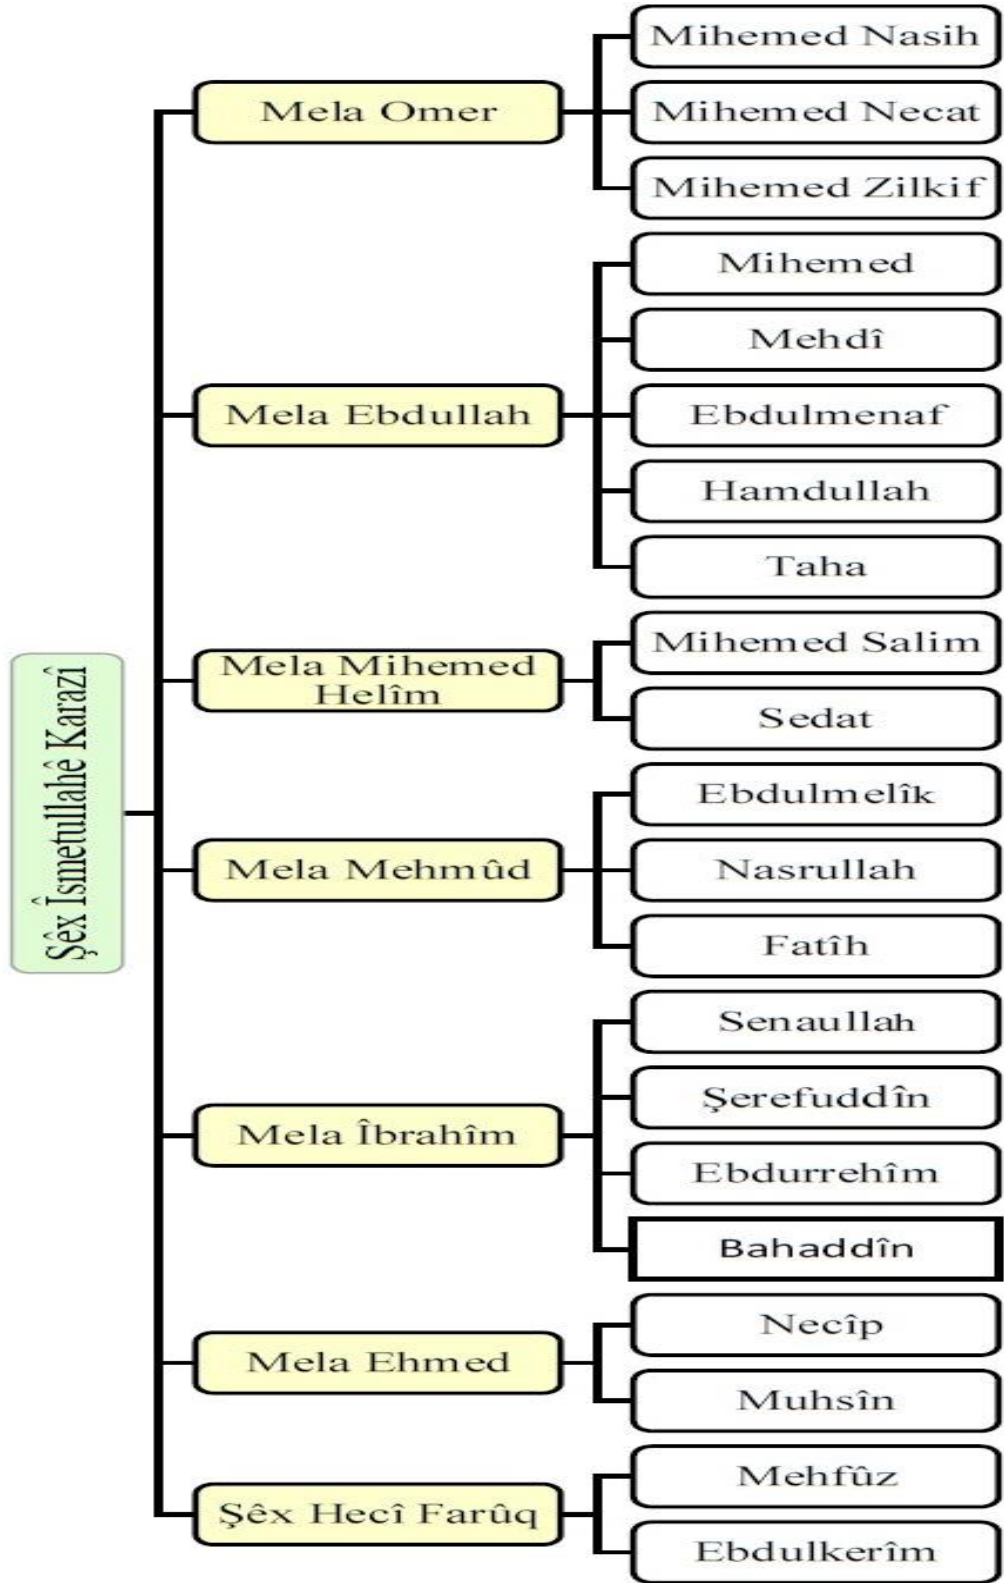 Şêx Îsmetullahê Karazî
Mela Omer
Mihemed Nasih
Mihemed Necat
Mihemed Zilkif
Mela Ebdullah
Mihemed
Mehdî
Ebdulmenaf
Hamdullah
Taha
Mela Mihemed
Helîm
Mihemed Salim
Sedat
Mela Mehmûd
Ebdulmelîk
Nasrullah
Fatîh
Mela Îbrahîm
Senaullah
Şerefuddîn
Ebdurrehîm
Bahaddîn
Mela Ehmed
Necîp
Muhsîn
Şêx Hecî Farûq
Mehfûz
Ebdulkerîm